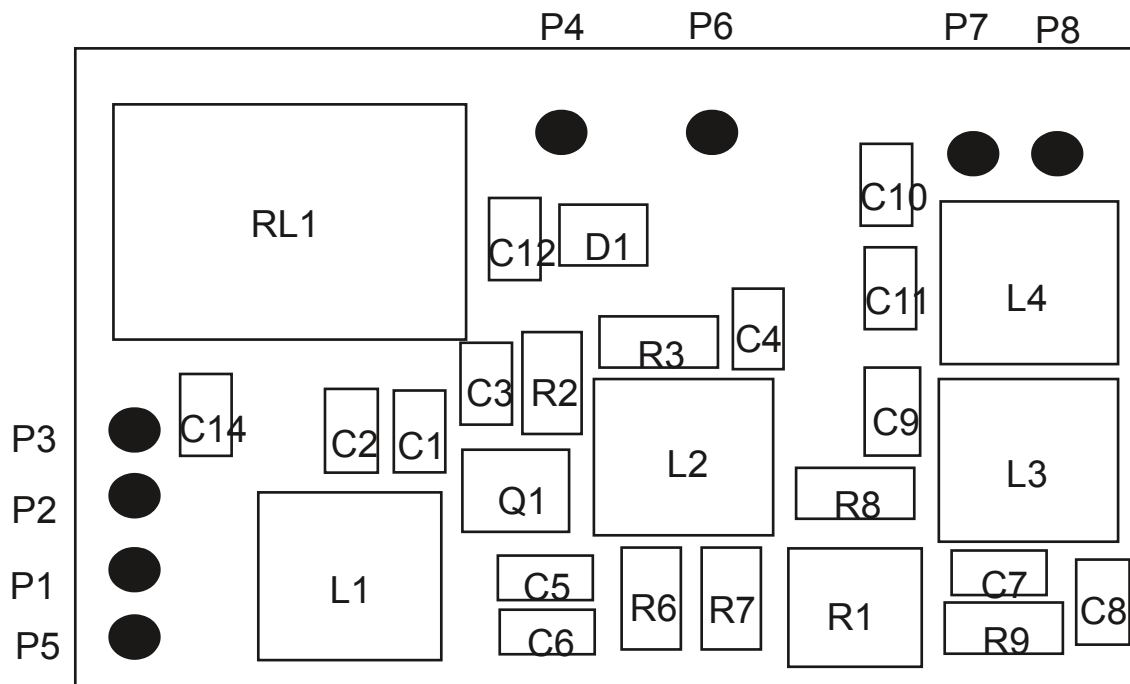 P4 P6 P7 P8
C10
RL1 C12 D1
C11 L4
R3 C4
C3 R2
P3 C14 C2 C1 C9
L2 L3
P2 Q1 R8
P1 L1 C5 R6 R7 R1 C7 C8
P5 C6 R9